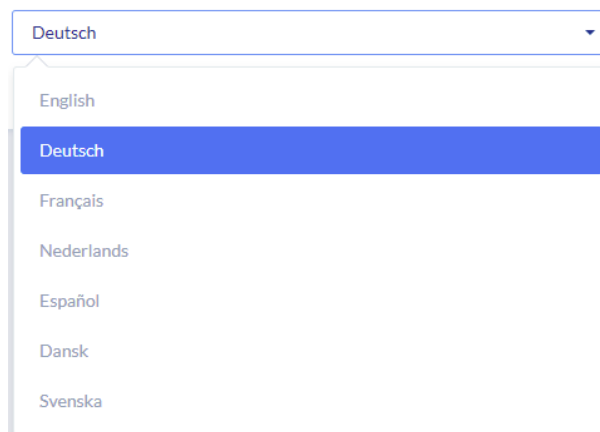 Deutsch
English
Deutsch
Français
Nederlands
Español
Dansk
Svenska